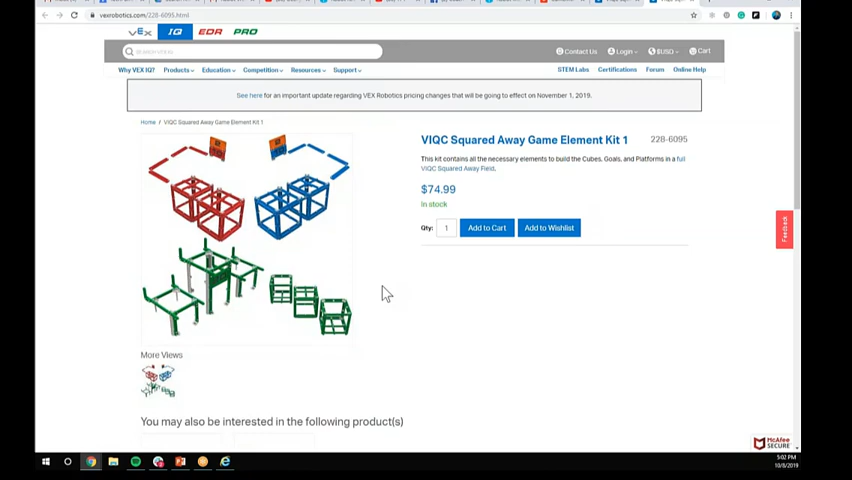 vexrobotics.com/228-6095.html
VEX IQ EDR PRO
SEARCH VEX IQ
Contact Us Login $USD Cart
Why VEX IQ? Products Education Competition Resources Support STEM Labs Certifications Forum Online Help
See here for an important update regarding VEX Robotics pricing changes that will be going to effect on November 1, 2019.
Home / VIQC Squared Away Game Element Kit 1
VIQC Squared Away Game Element Kit 1 228-6095
This kit contains all the necessary elements to build the Cubes, Goals, and Platforms in a full
VIQC Squared Away Field.
$74.99
In stock
Qty: 1 Add to Cart Add to Wishlist
Feedback
More Views
You may also be interested in the following product(s)
McAfee
SECURE
5:02 PM
10/8/2019